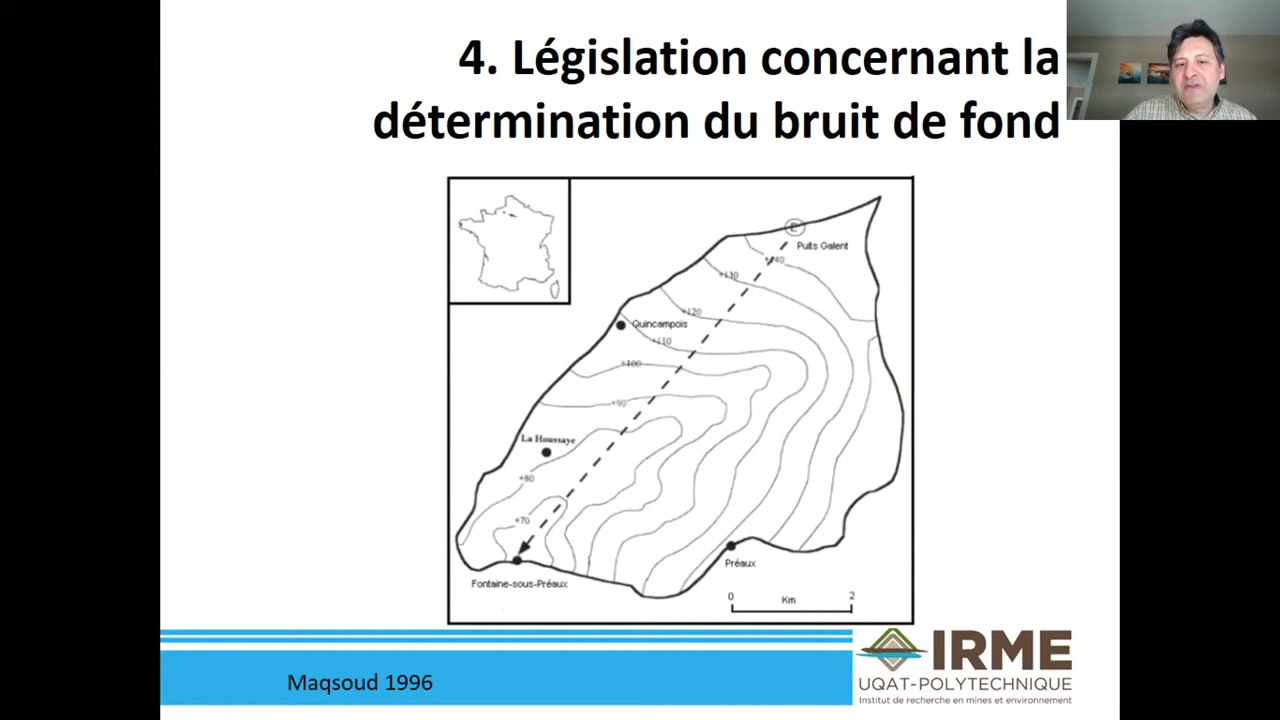 4. Législation concernant la
détermination du bruit de fond
E
Puits Galent
+140
+130
+120
Quincampois
+110
+100
+90
La Houssaye
+80
+70
Fontaine-sous-Préaux
Préaux
0 Km 2
Maqsoud 1996
IRME
UQAT-POLYTECHNIQUE
Institut de recherche en mines et environnement